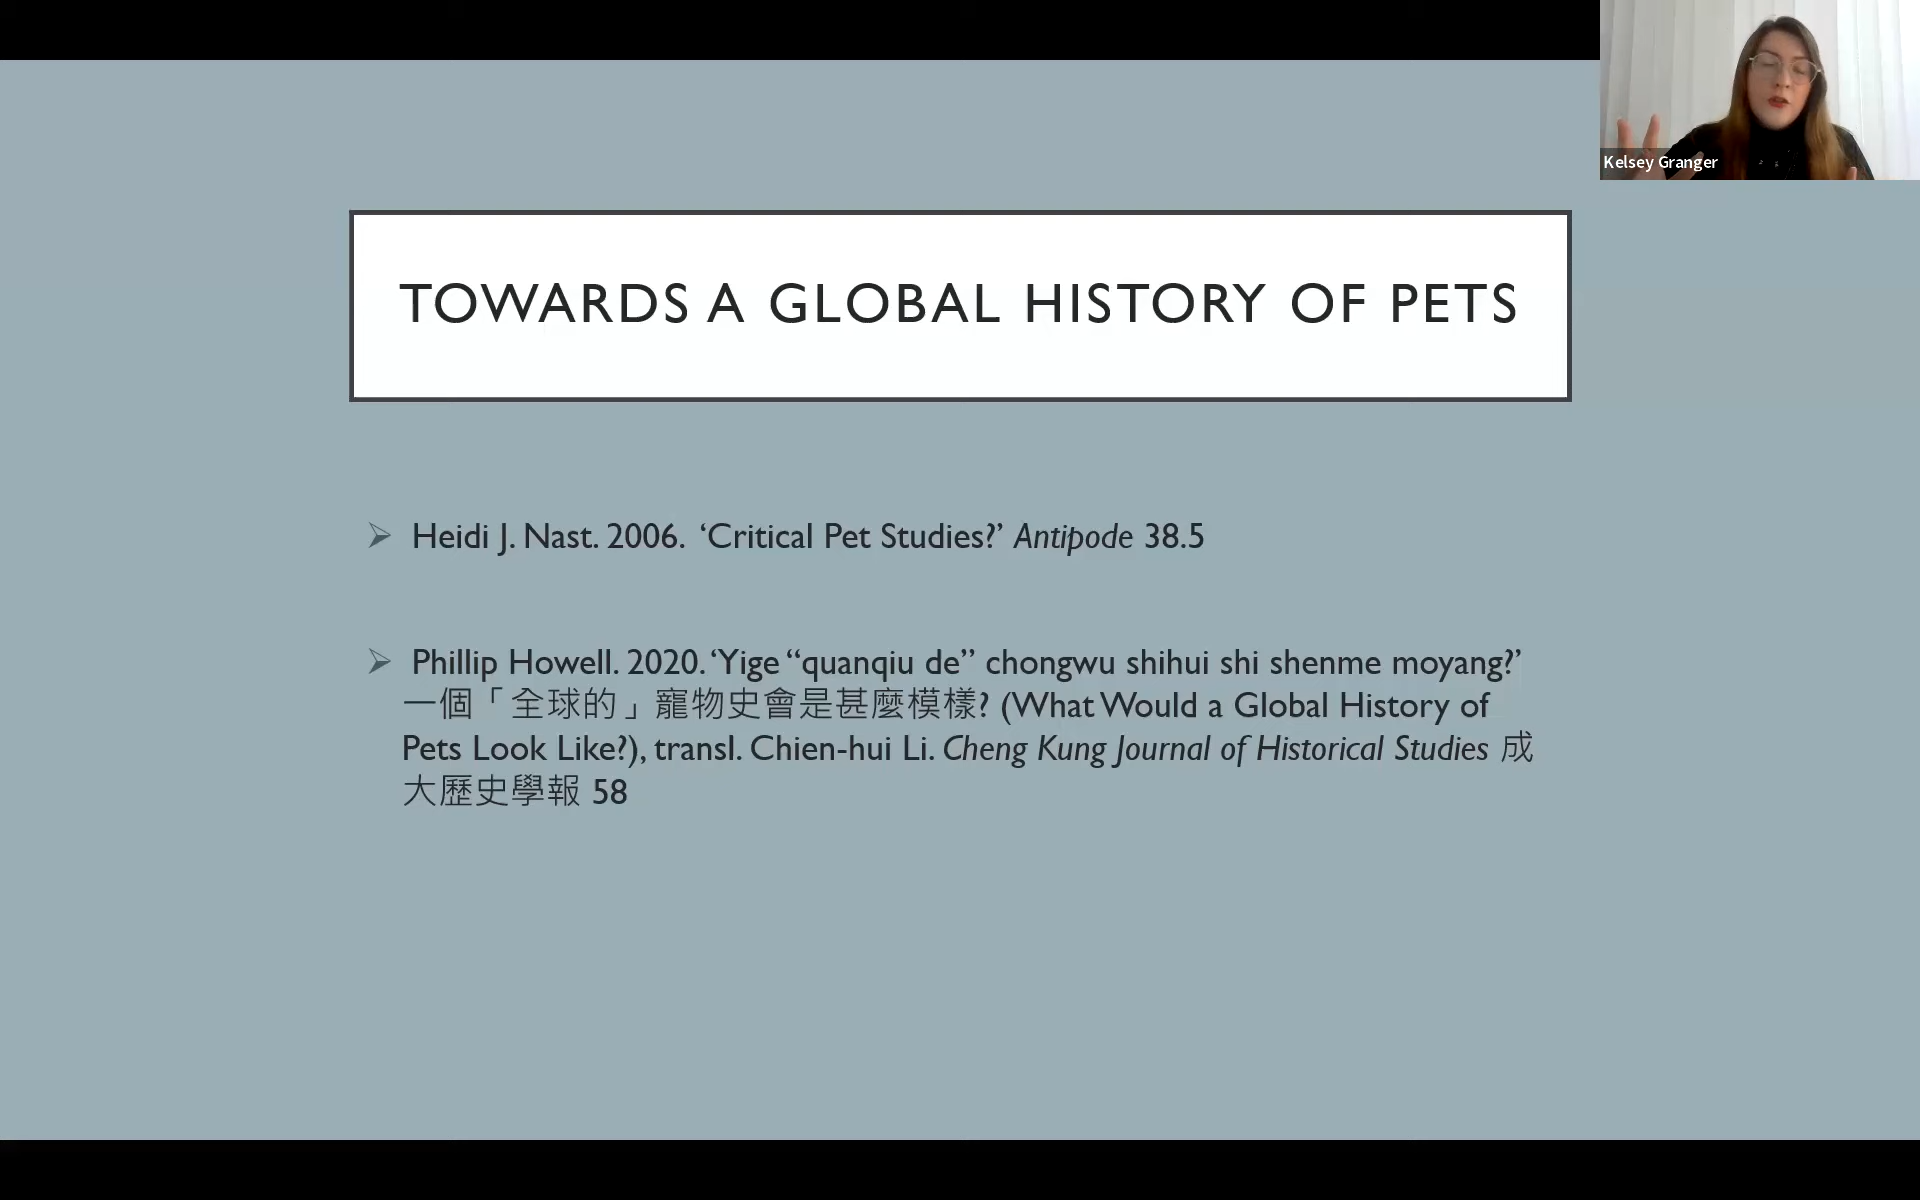 Kelsey Granger
TOWARDS A GLOBAL HISTORY OF PETS
Heidi J. Nast. 2006. ‘Critical Pet Studies?’ Antipode 38.5
Phillip Howell. 2020. ‘Yige “quanqiu de” chongwu shihui shi shenme moyang?’
一個「全球的」寵物史會是甚麼模樣? (What Would a Global History of
Pets Look Like?), transl. Chien-hui Li. Cheng Kung Journal of Historical Studies 成
大歷史學報 58